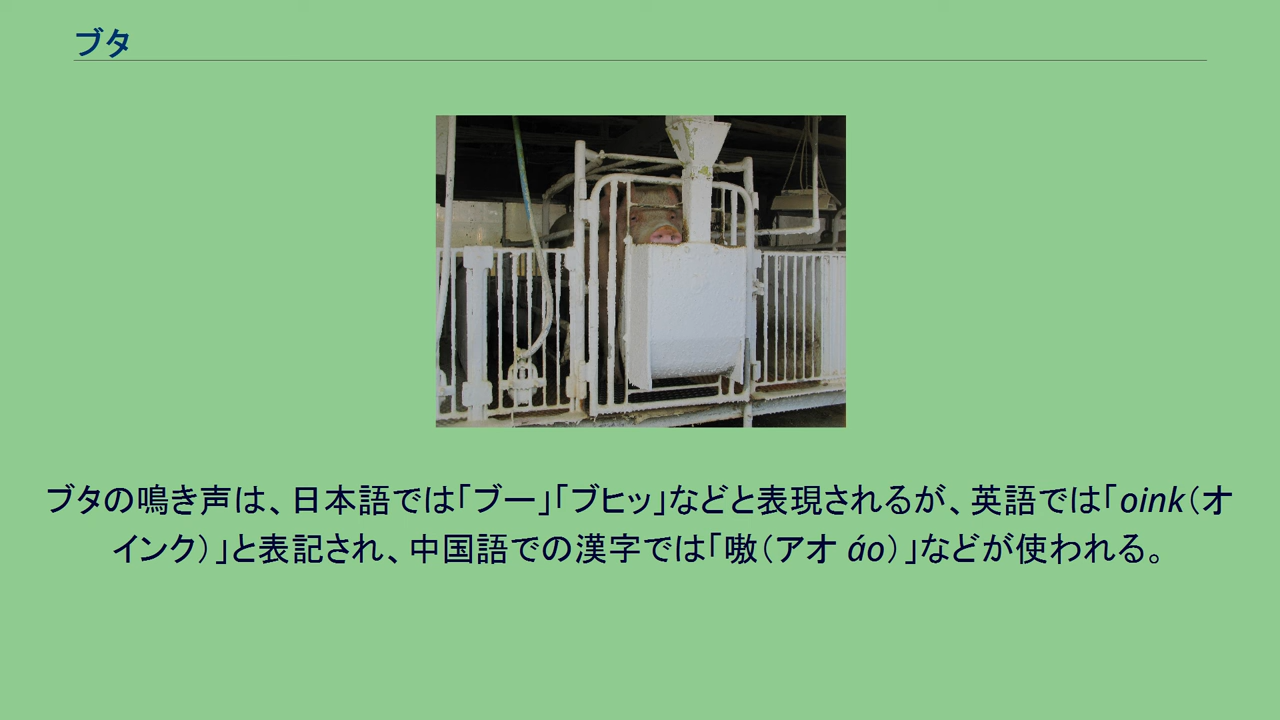 ブタ
ブタの鳴き声は、日本語では「ブー」「ブヒッ」などと表現されるが、英語では「oink（オ
インク）」と表記され、中国語での漢字では「嗷（アオ áo）」などが使われる。